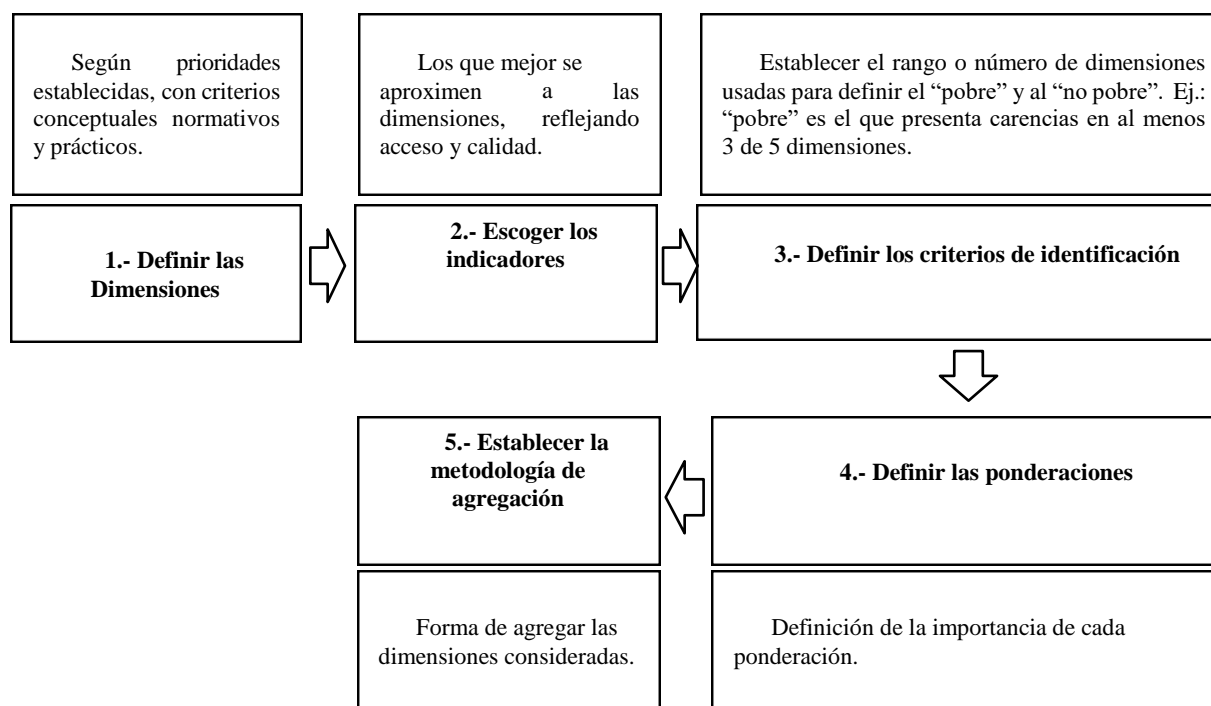 Según prioridades
establecidas, con criterios
conceptuales normativos
y prácticos.
Los que mejor se
aproximen a las
dimensiones, reflejando
acceso y calidad.
Establecer el rango o número de dimensiones
usadas para definir el “pobre” y al “no pobre”. Ej.:
“pobre” es el que presenta carencias en al menos
3 de 5 dimensiones.
1.- Definir las
Dimensiones
2.- Escoger los
indicadores
3.- Definir los criterios de identificación
4.- Definir las ponderaciones
Definición de la importancia de cada
ponderación.
5.- Establecer la
metodología de
agregación
Forma de agregar las
dimensiones consideradas.